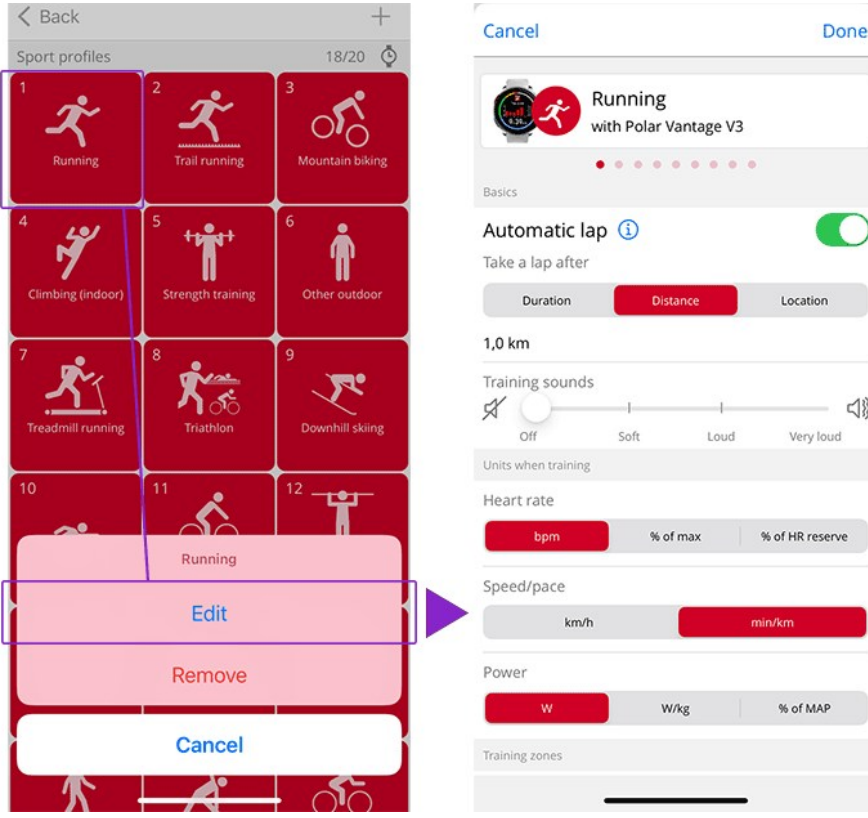 Back
Sport profiles 18/20
1 2 3
Running Trail running Mountain biking
4 5 6
Climbing (indoor) Strength training Other outdoor
7 8 9
Treadmill running Triathlon Downhill skiing
10 11 12
Running
Edit
Remove
Cancel
Cancel Done
Running
with Polar Vantage V3
Basics
Automatic lap
Take a lap after
Duration Distance Location
1,0 km
Training sounds
Off Soft Loud Very loud
Units when training
Heart rate
bpm % of max % of HR reserve
Speed/pace
km/h min/km
Power
W W/kg % of MAP
Training zones